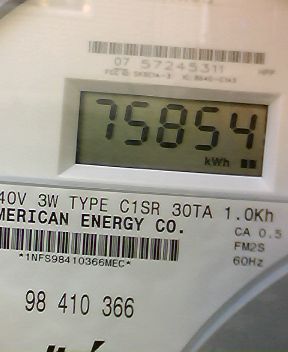 07 57245311
75854
kWh
40V 3W TYPE C1SR 30TA 1.0Kh
MERICAN ENERGY CO.
CA 0.5
FM2S
60Hz
*1NFS98410366MEC*
98 410 366